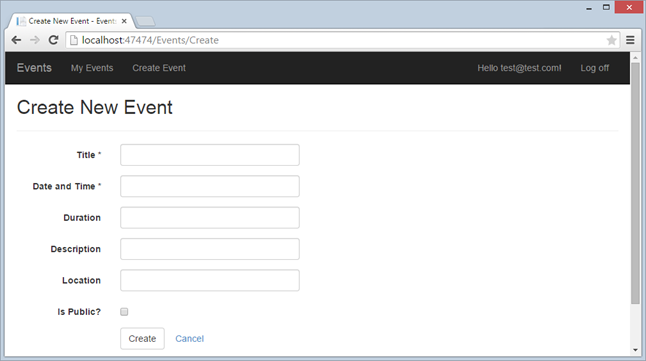 Create New Event - Events
localhost:47474/Events/Create
Events My Events Create Event Hello test@test.com! Log off
Create New Event
Title *
Date and Time *
Duration
Description
Location
Is Public?
Create Cancel